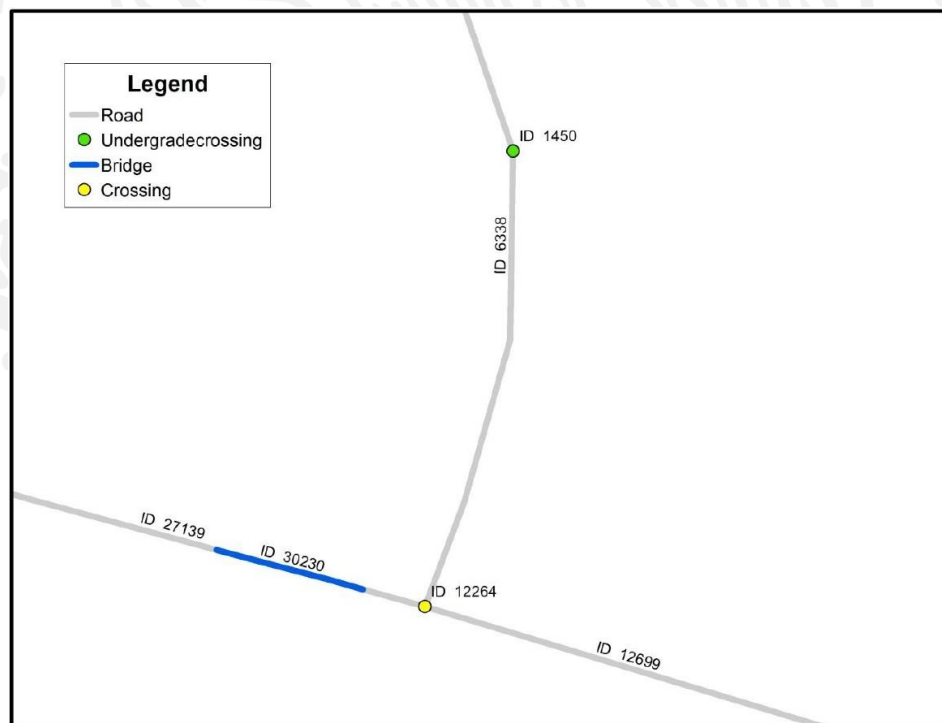 Legend
Road
Undergradecrossing
Bridge
Crossing
ID 1450
ID 6338
ID 27139
ID 30230
ID 12264
ID 12699